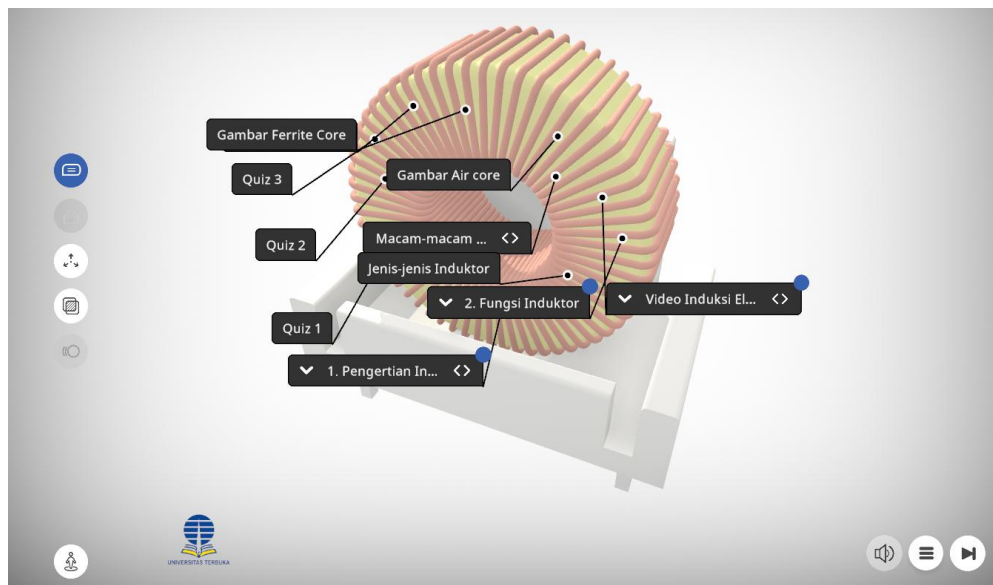 Gambar Ferrite Core
Quiz 3
Gambar Air core
Quiz 2
Macam-macam ...
Jenis-jenis Induktor
2. Fungsi Induktor
Video Induksi El...
Quiz 1
1. Pengertian In...
UNIVERSITAS TERBUKA